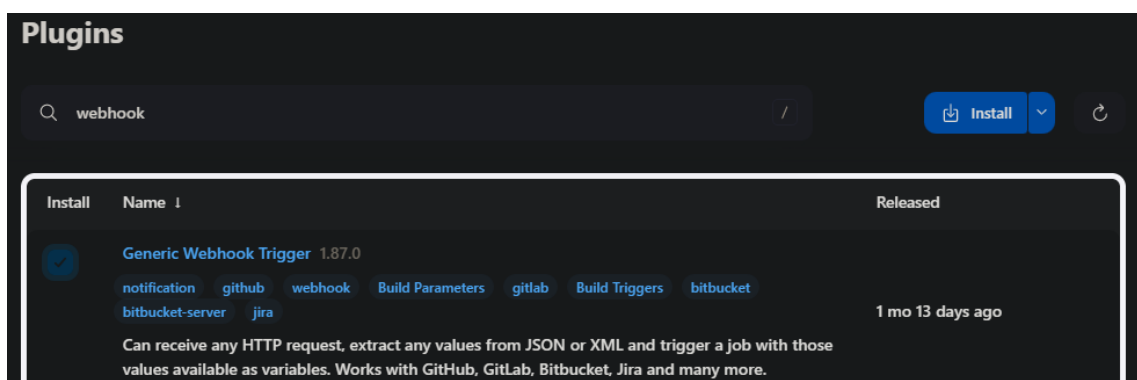 Plugins
webhook
/
Install
Install Name ↓ Released
Generic Webhook Trigger 1.87.0
notification github webhook Build Parameters gitlab Build Triggers bitbucket
bitbucket-server jira
1 mo 13 days ago
Can receive any HTTP request, extract any values from JSON or XML and trigger a job with those
values available as variables. Works with GitHub, GitLab, Bitbucket, Jira and many more.